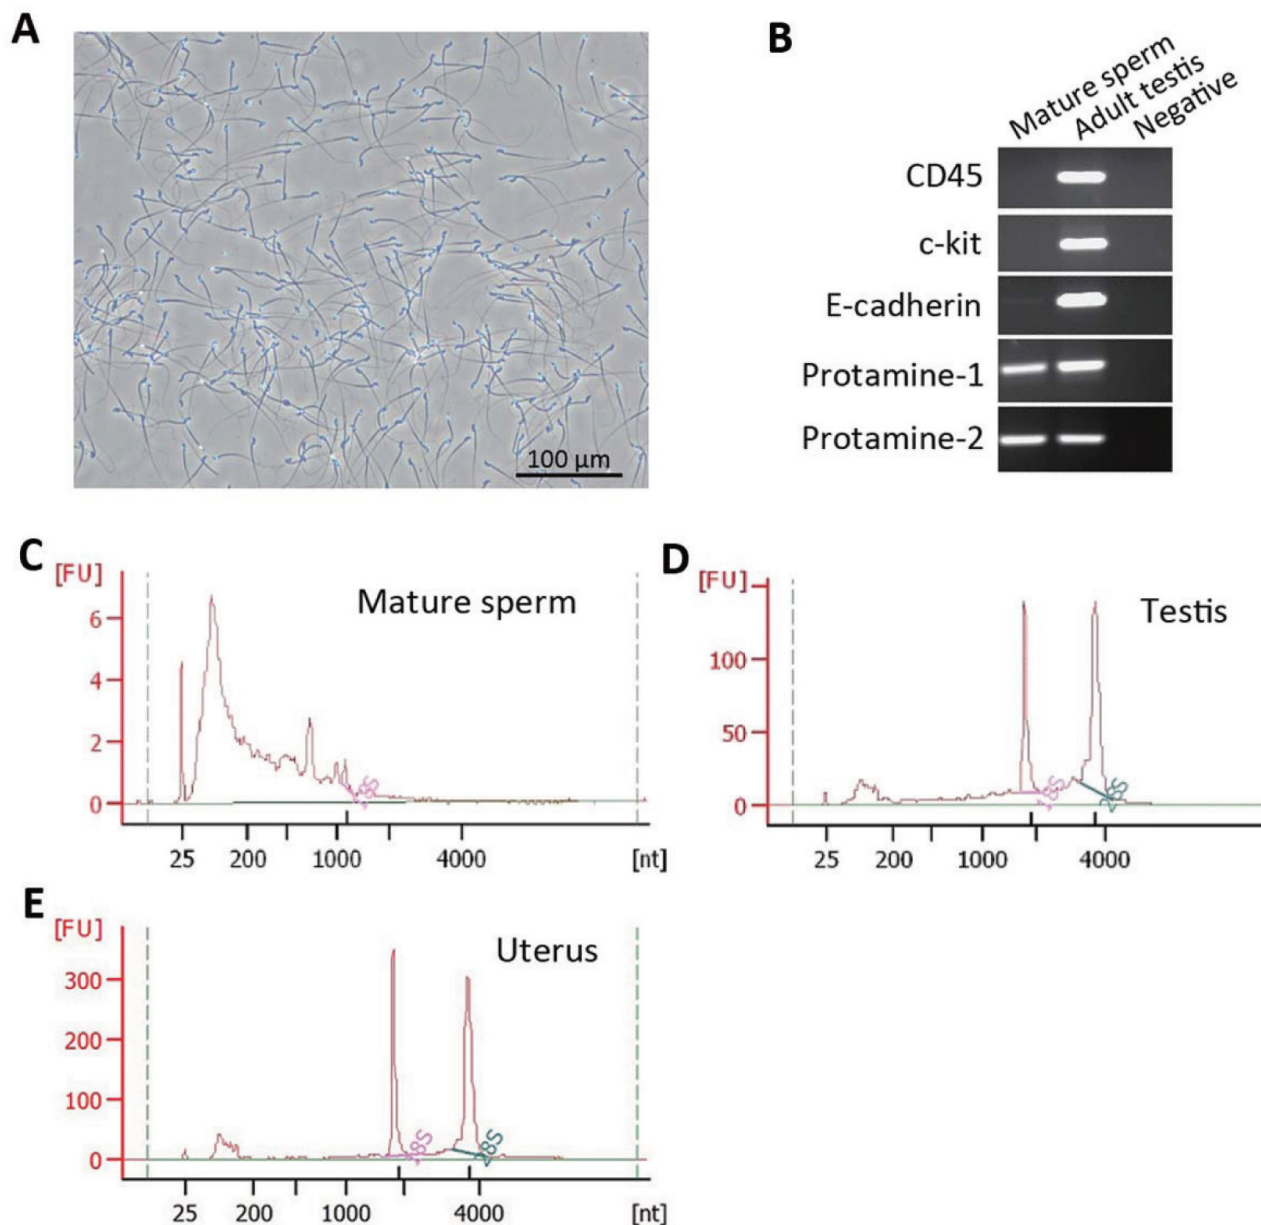 A
100 µm
B
Mature sperm
Adult testis
Negative
CD45
c-kit
E-cadherin
Protamine-1
Protamine-2
C
[FU]
Mature sperm
6
4
2
0
18S
25 200 1000 4000 [nt]
D
[FU]
Testis
100
50
0
18S
28S
25 200 1000 4000
E
[FU]
Uterus
300
200
100
0
18S
28S
25 200 1000 4000 [nt]